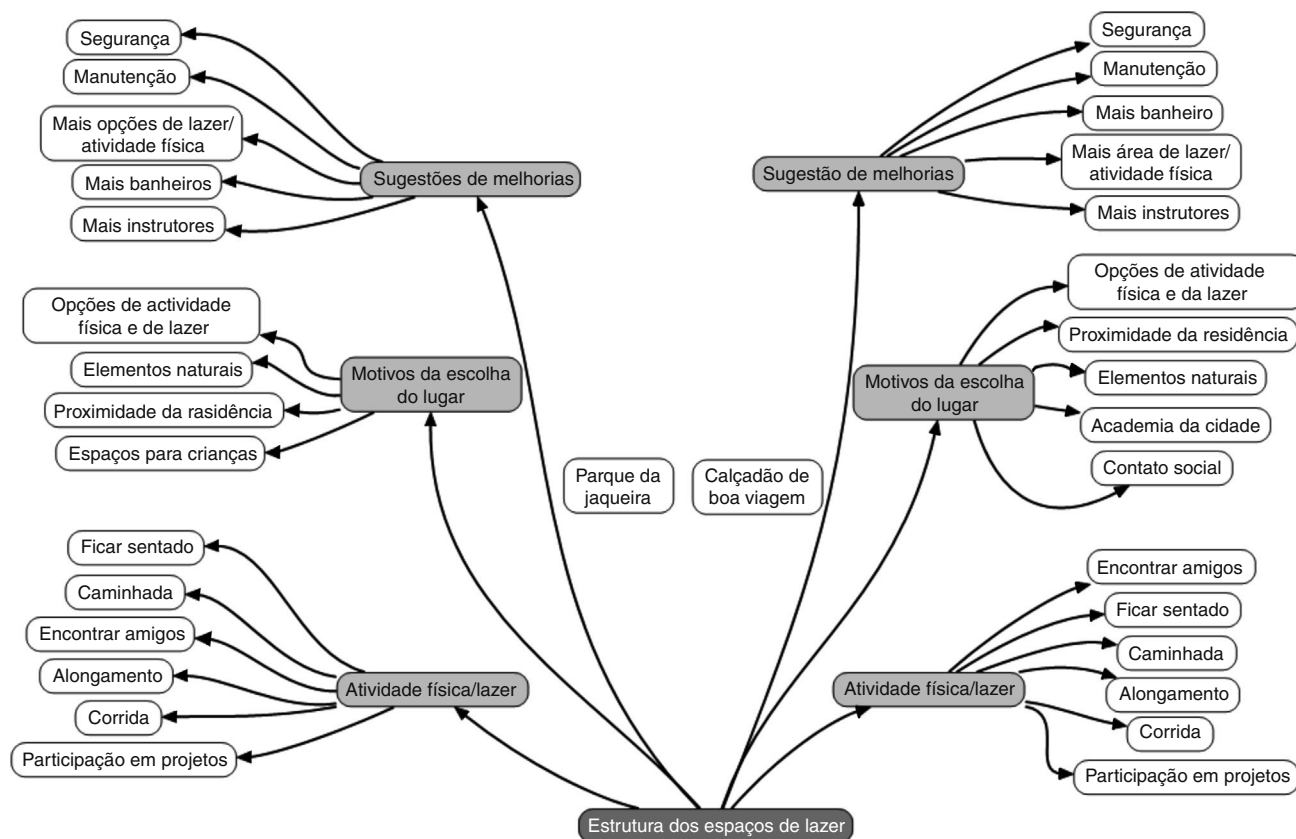 Segurança
Manutenção
Mais opções de lazer/
atividade física
Mais banheiros
Mais instrutores
Sugestões de melhorias
Opções de actividade
física e de lazer
Elementos naturais
Proximidade da rasidência
Espaços para crianças
Motivos da escolha
do lugar
Ficar sentado
Caminhada
Encontrar amigos
Alongamento
Corrida
Participação em projetos
Atividade física/lazer
Parque da
jaqueira
Calçadão de
boa viagem
Segurança
Manutenção
Mais banheiro
Mais área de lazer/
atividade física
Mais instrutores
Sugestão de melhorias
Opções de atividade
física e da lazer
Proximidade da residência
Elementos naturais
Academia da cidade
Contato social
Motivos da escolha
do lugar
Encontrar amigos
Ficar sentado
Caminhada
Alongamento
Corrida
Participação em projetos
Atividade física/lazer
Estrutura dos espaços de lazer